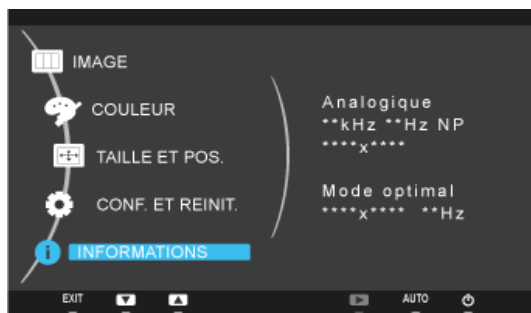 IMAGE
COULEUR
TAILLE ET POS.
CONF. ET REINIT.
INFORMATIONS
Analogique
**kHz **Hz NP
****x****
Mode optimal
****x**** **Hz
EXIT
AUTO